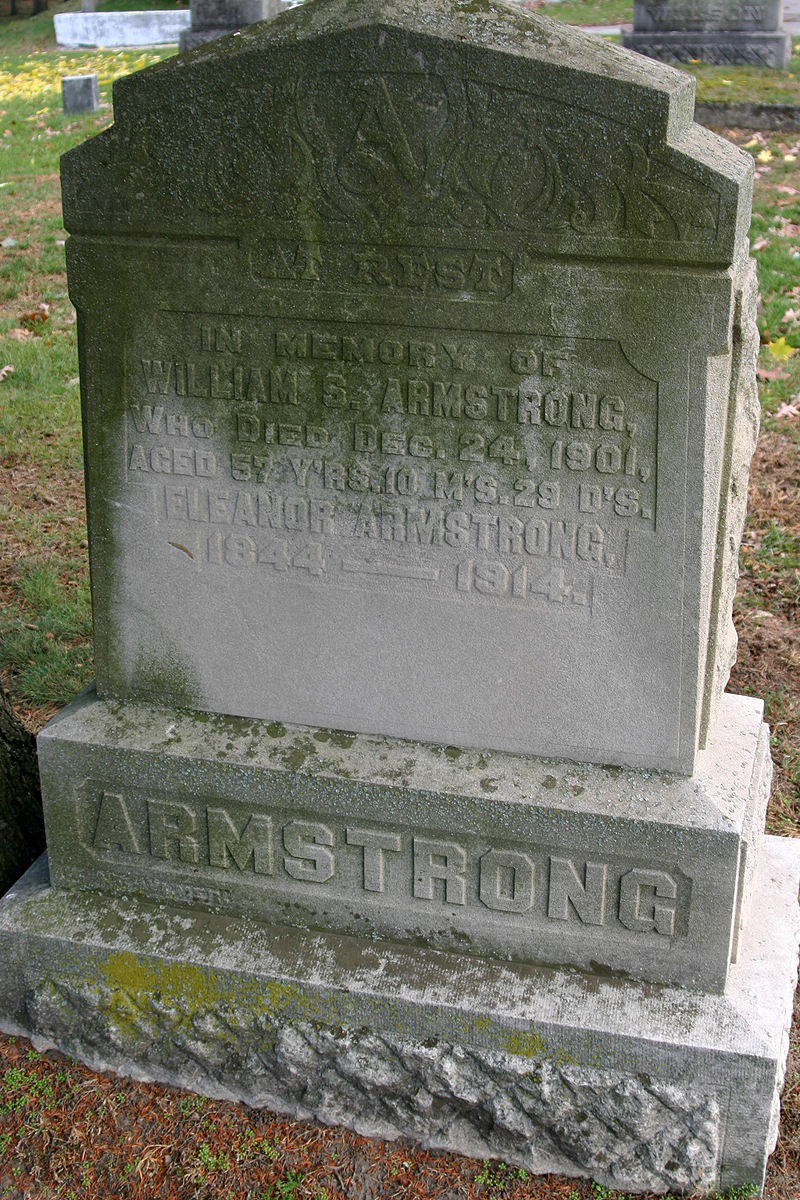 WILSON
A
AT REST
IN MEMORY OF
WILLIAM S. ARMSTRONG,
WHO DIED DEC. 24, 1901,
AGED 57 Y'RS. 10 M'S. 29 D'S.
ELEANOR ARMSTRONG,
1844 — 1914.
ARMSTRONG